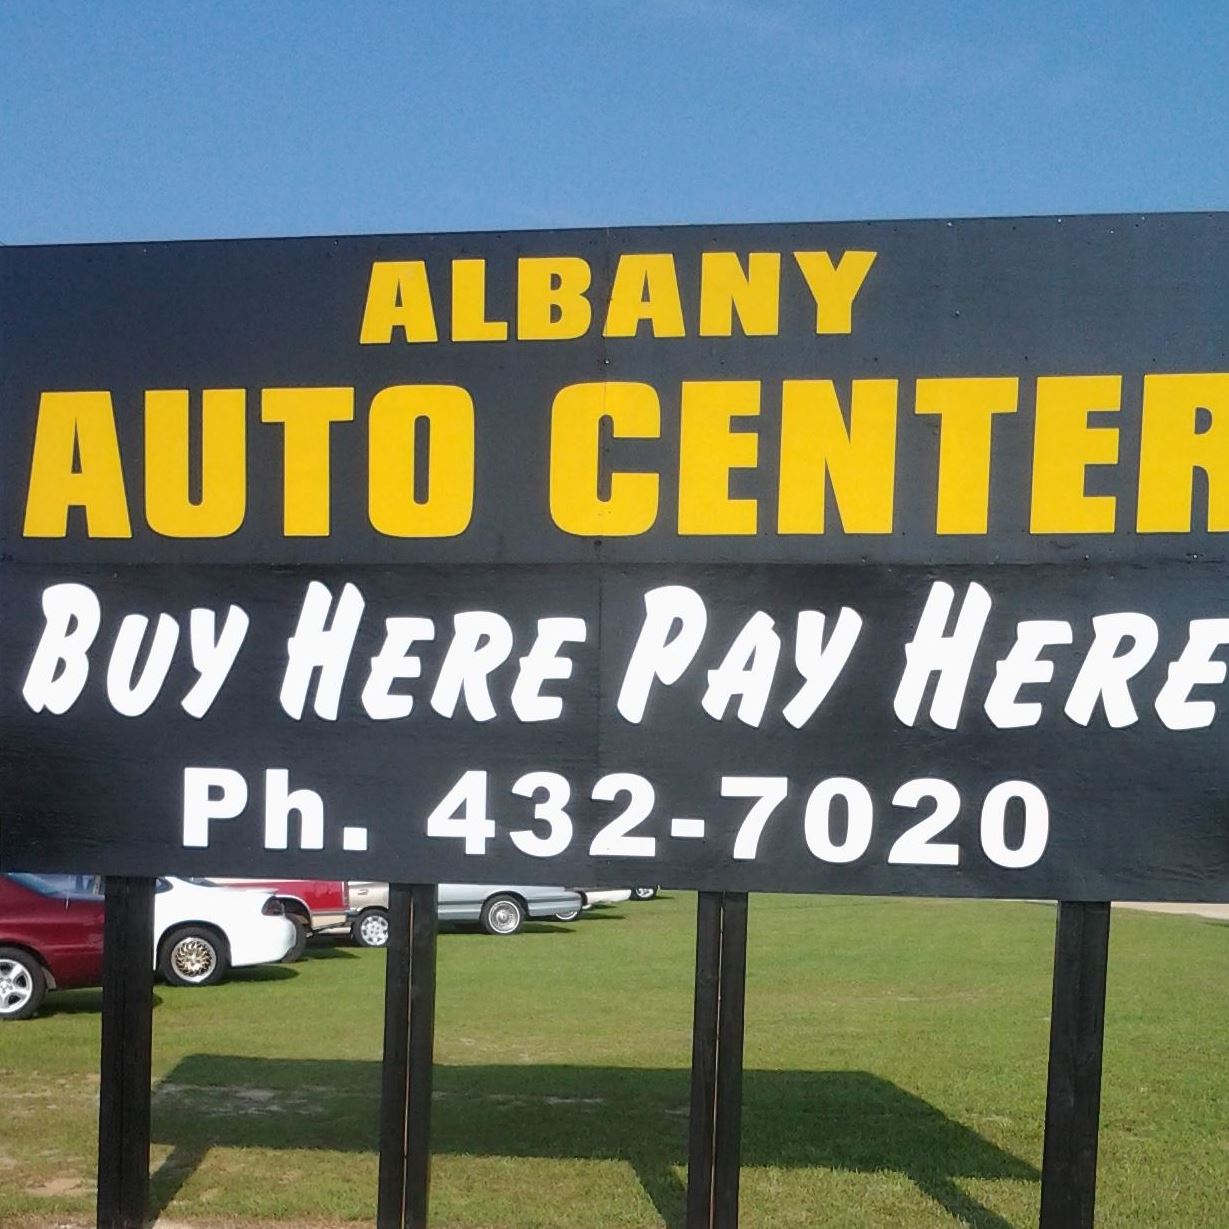 ALBANY
AUTO CENTER
BUY HERE PAY HERE
Ph. 432-7020